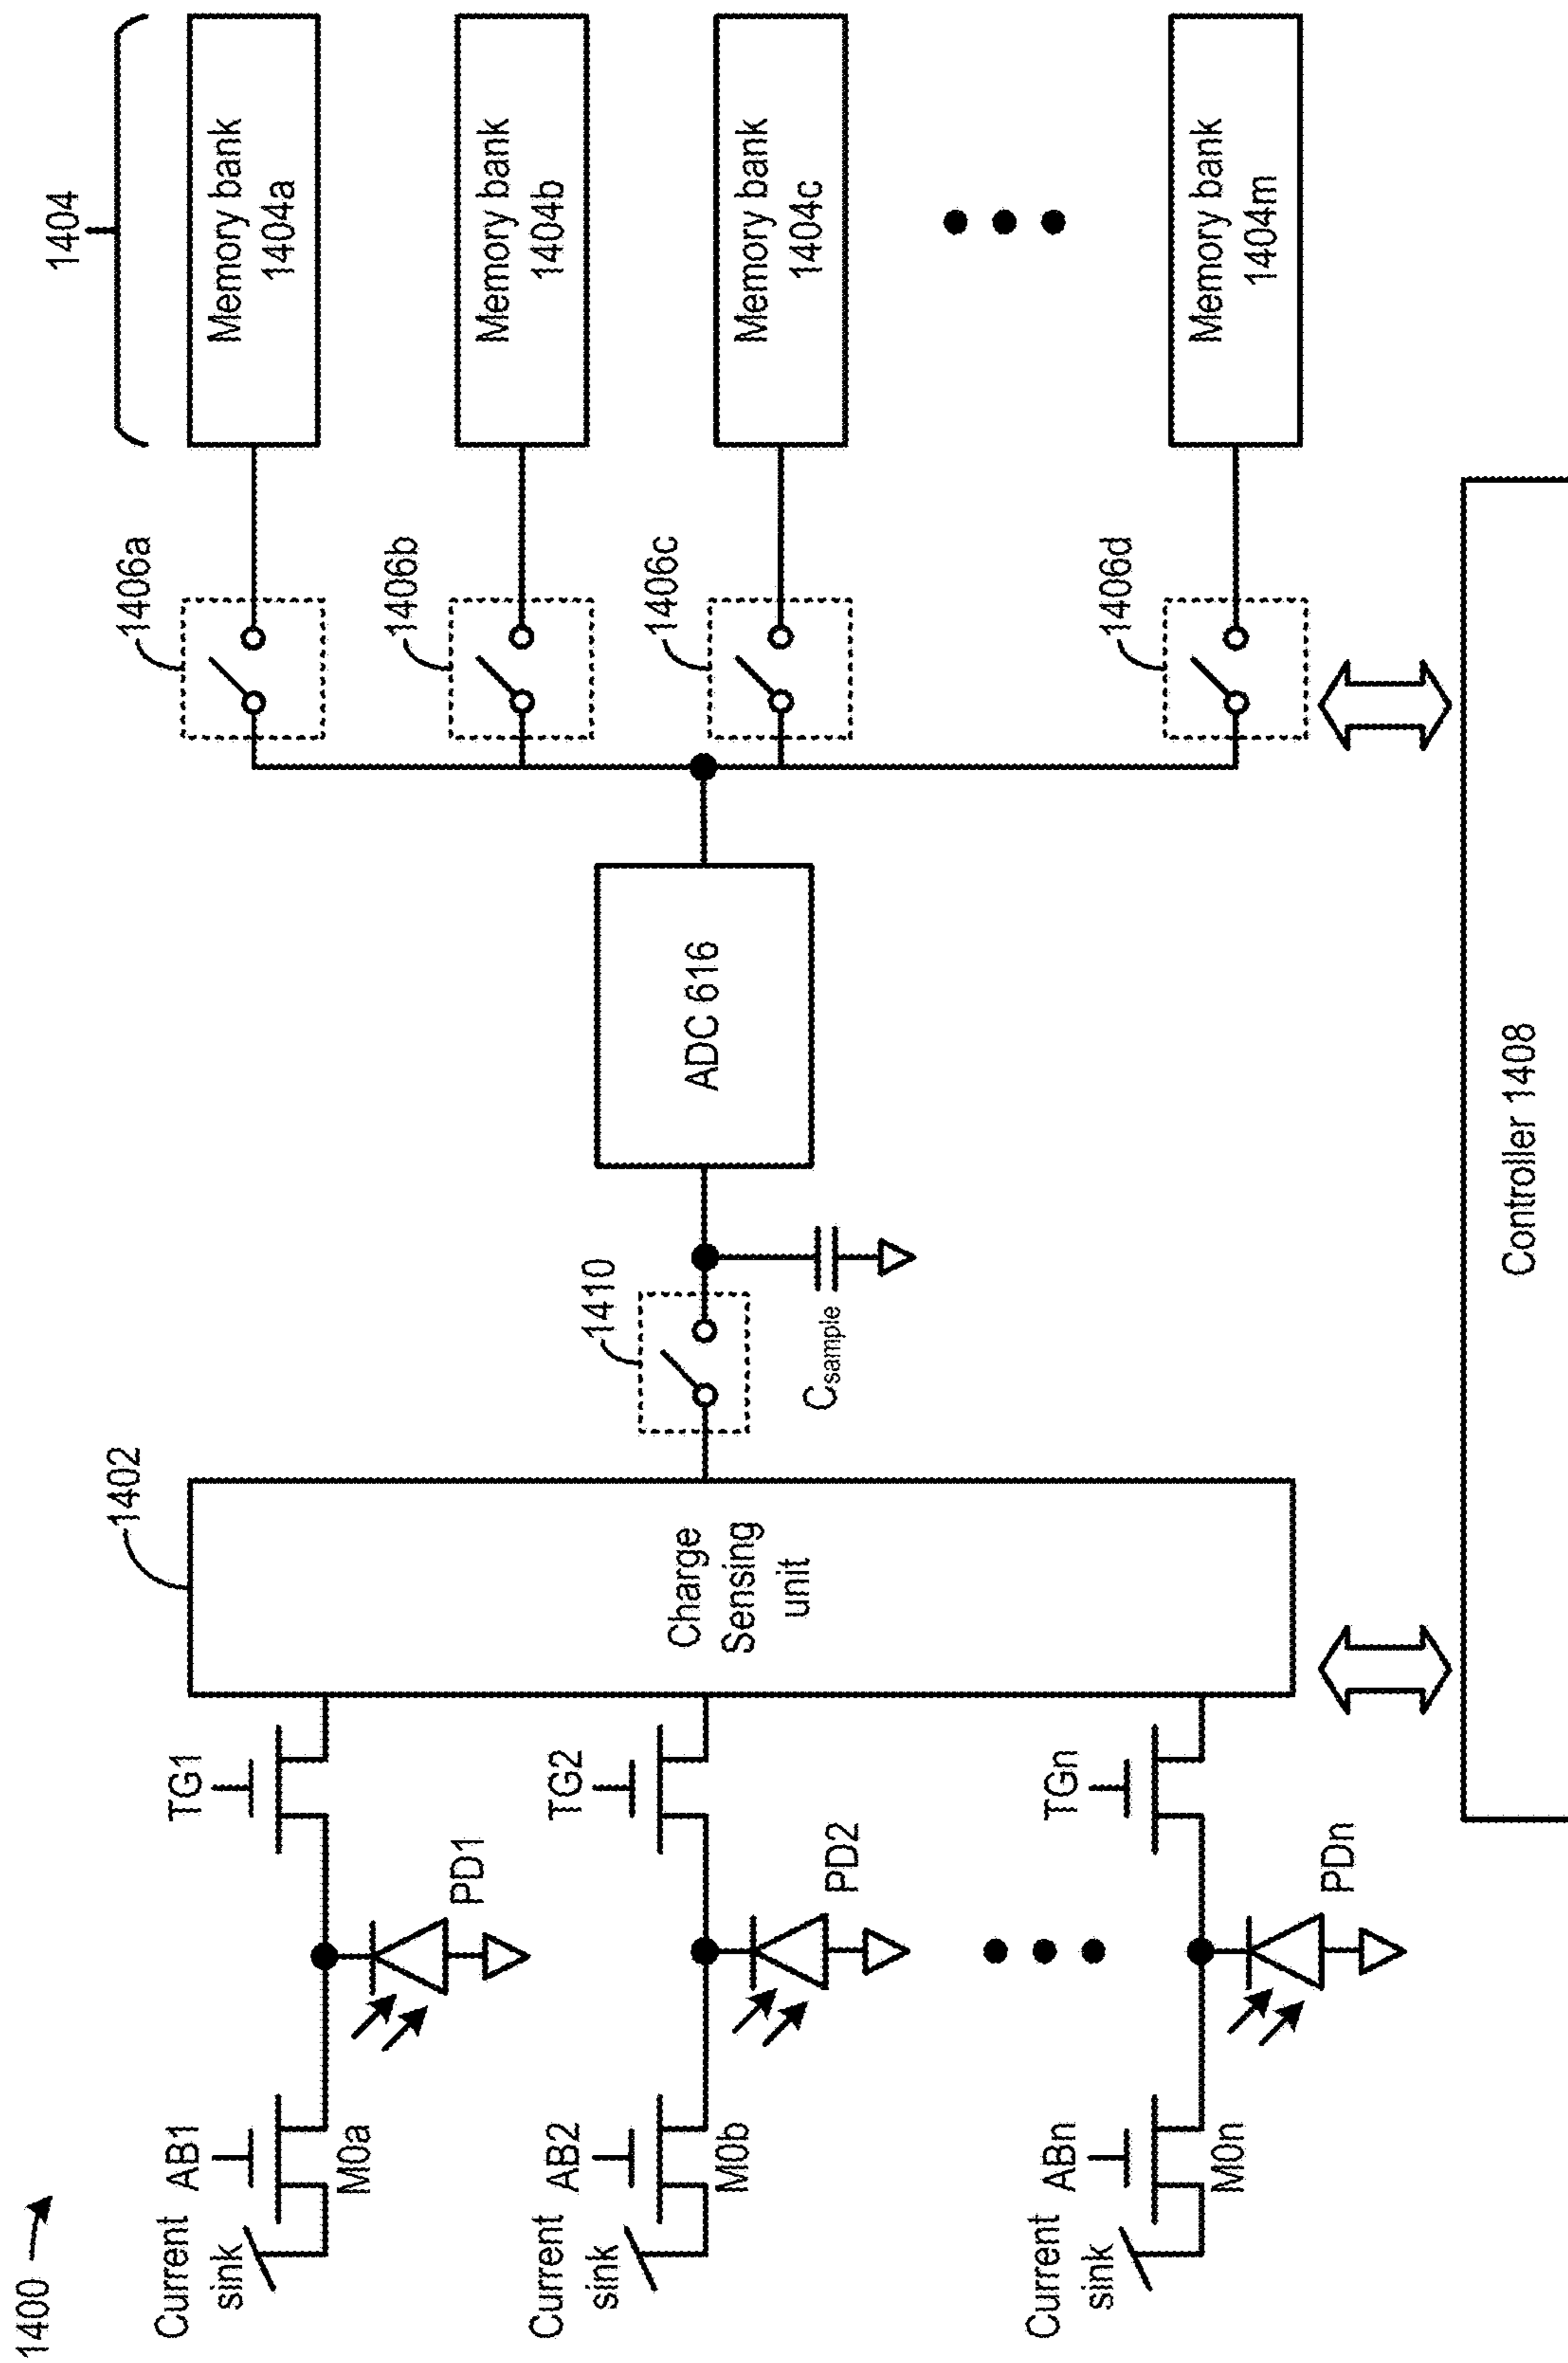 1400
Current
sink
AB1
M0a
TG1
PD1
Current
sink
AB2
M0b
TG2
PD2
Current
sink
ABn
M0n
TGn
PDn
1402
Charge
Sensing
unit
1410
Csample
ADC 616
1406a
1406b
1406c
1406d
1404
Memory bank
1404a
Memory bank
1404b
Memory bank
1404c
Memory bank
1404m
Controller 1408